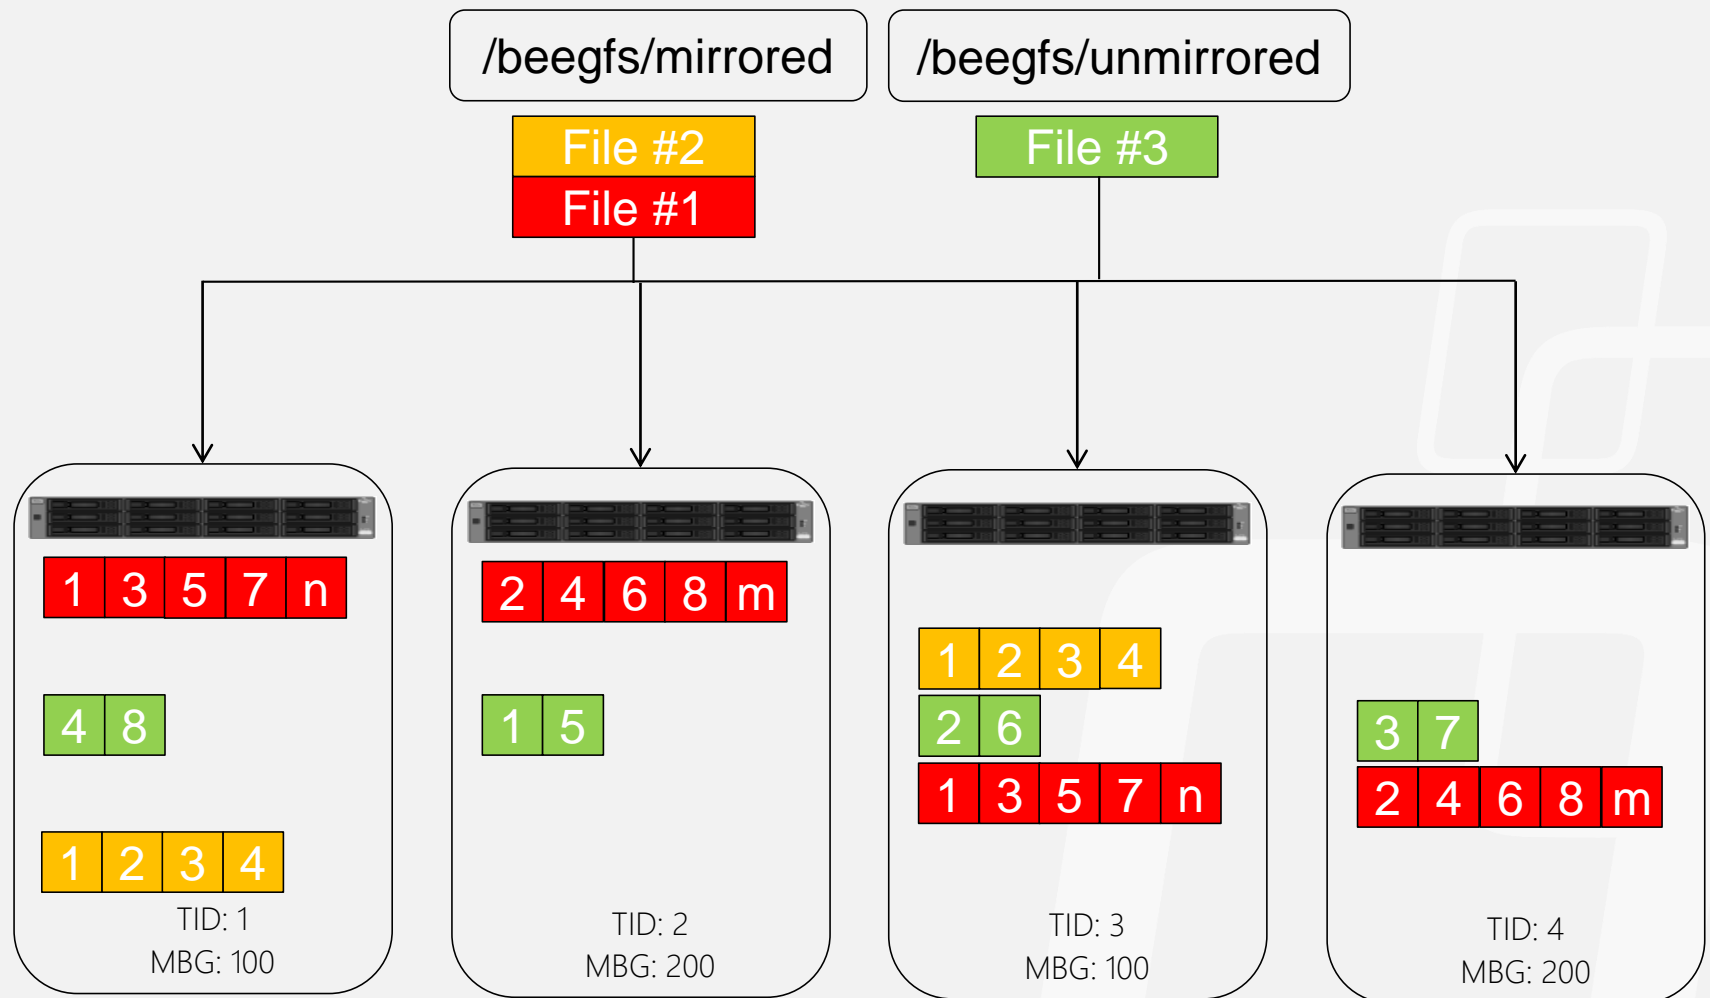 /beegfs/mirrored
/beegfs/unmirrored
File #2
File #1
File #3
1 3 5 7 n
4 8
1 2 3 4
TID: 1
MBG: 100
2 4 6 8 m
1 5
TID: 2
MBG: 200
1 2 3 4
2 6
1 3 5 7 n
TID: 3
MBG: 100
3 7
2 4 6 8 m
TID: 4
MBG: 200